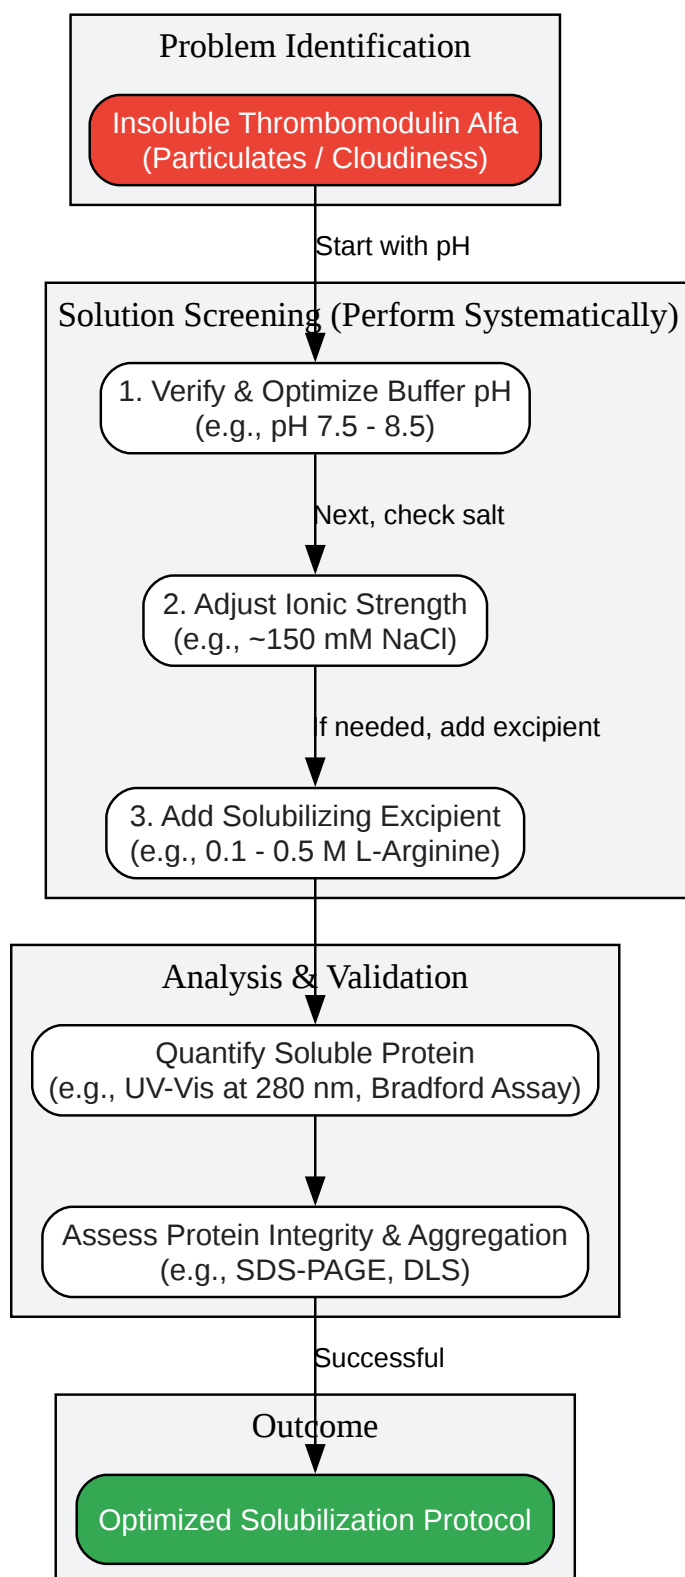 Problem Identification
Insoluble Thrombomodulin Alfa
(Particulates / Cloudiness)
Start with pH
Solution Screening (Perform Systematically)
1. Verify & Optimize Buffer pH
(e.g., pH 7.5 - 8.5)
Next, check salt
2. Adjust Ionic Strength
(e.g., ~150 mM NaCl)
If needed, add excipient
3. Add Solubilizing Excipient
(e.g., 0.1 - 0.5 M L-Arginine)
Analysis & Validation
Quantify Soluble Protein
(e.g., UV-Vis at 280 nm, Bradford Assay)
Assess Protein Integrity & Aggregation
(e.g., SDS-PAGE, DLS)
Successful
Outcome
Optimized Solubilization Protocol